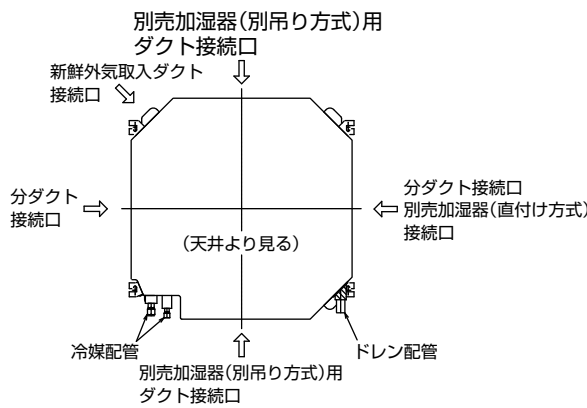 別売加湿器(別吊り方式)用
ダクト接続口
新鮮外気取入ダクト
接続口
分ダクト
接続口
分ダクト接続口
別売加湿器(直付け方式)
接続口
(天井より見る)
冷媒配管
ドレン配管
別売加湿器(別吊り方式)用
ダクト接続口